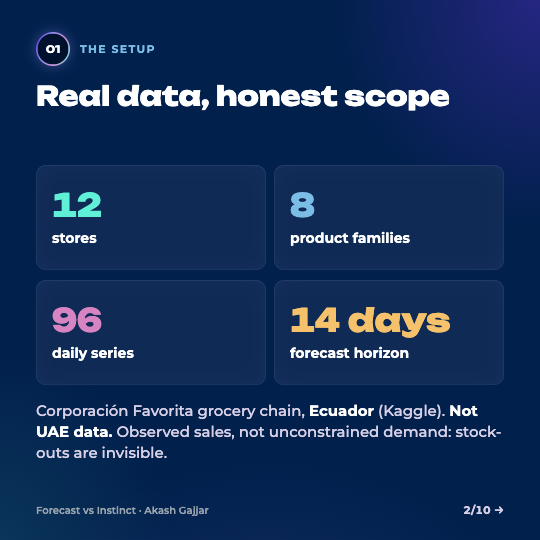 01 THE SETUP
Real data, honest scope
12
stores
8
product families
96
daily series
14 days
forecast horizon
Corporación Favorita grocery chain, Ecuador (Kaggle). Not
UAE data. Observed sales, not unconstrained demand: stock-
outs are invisible.
Forecast vs Instinct · Akash Gajjar
2/10 →